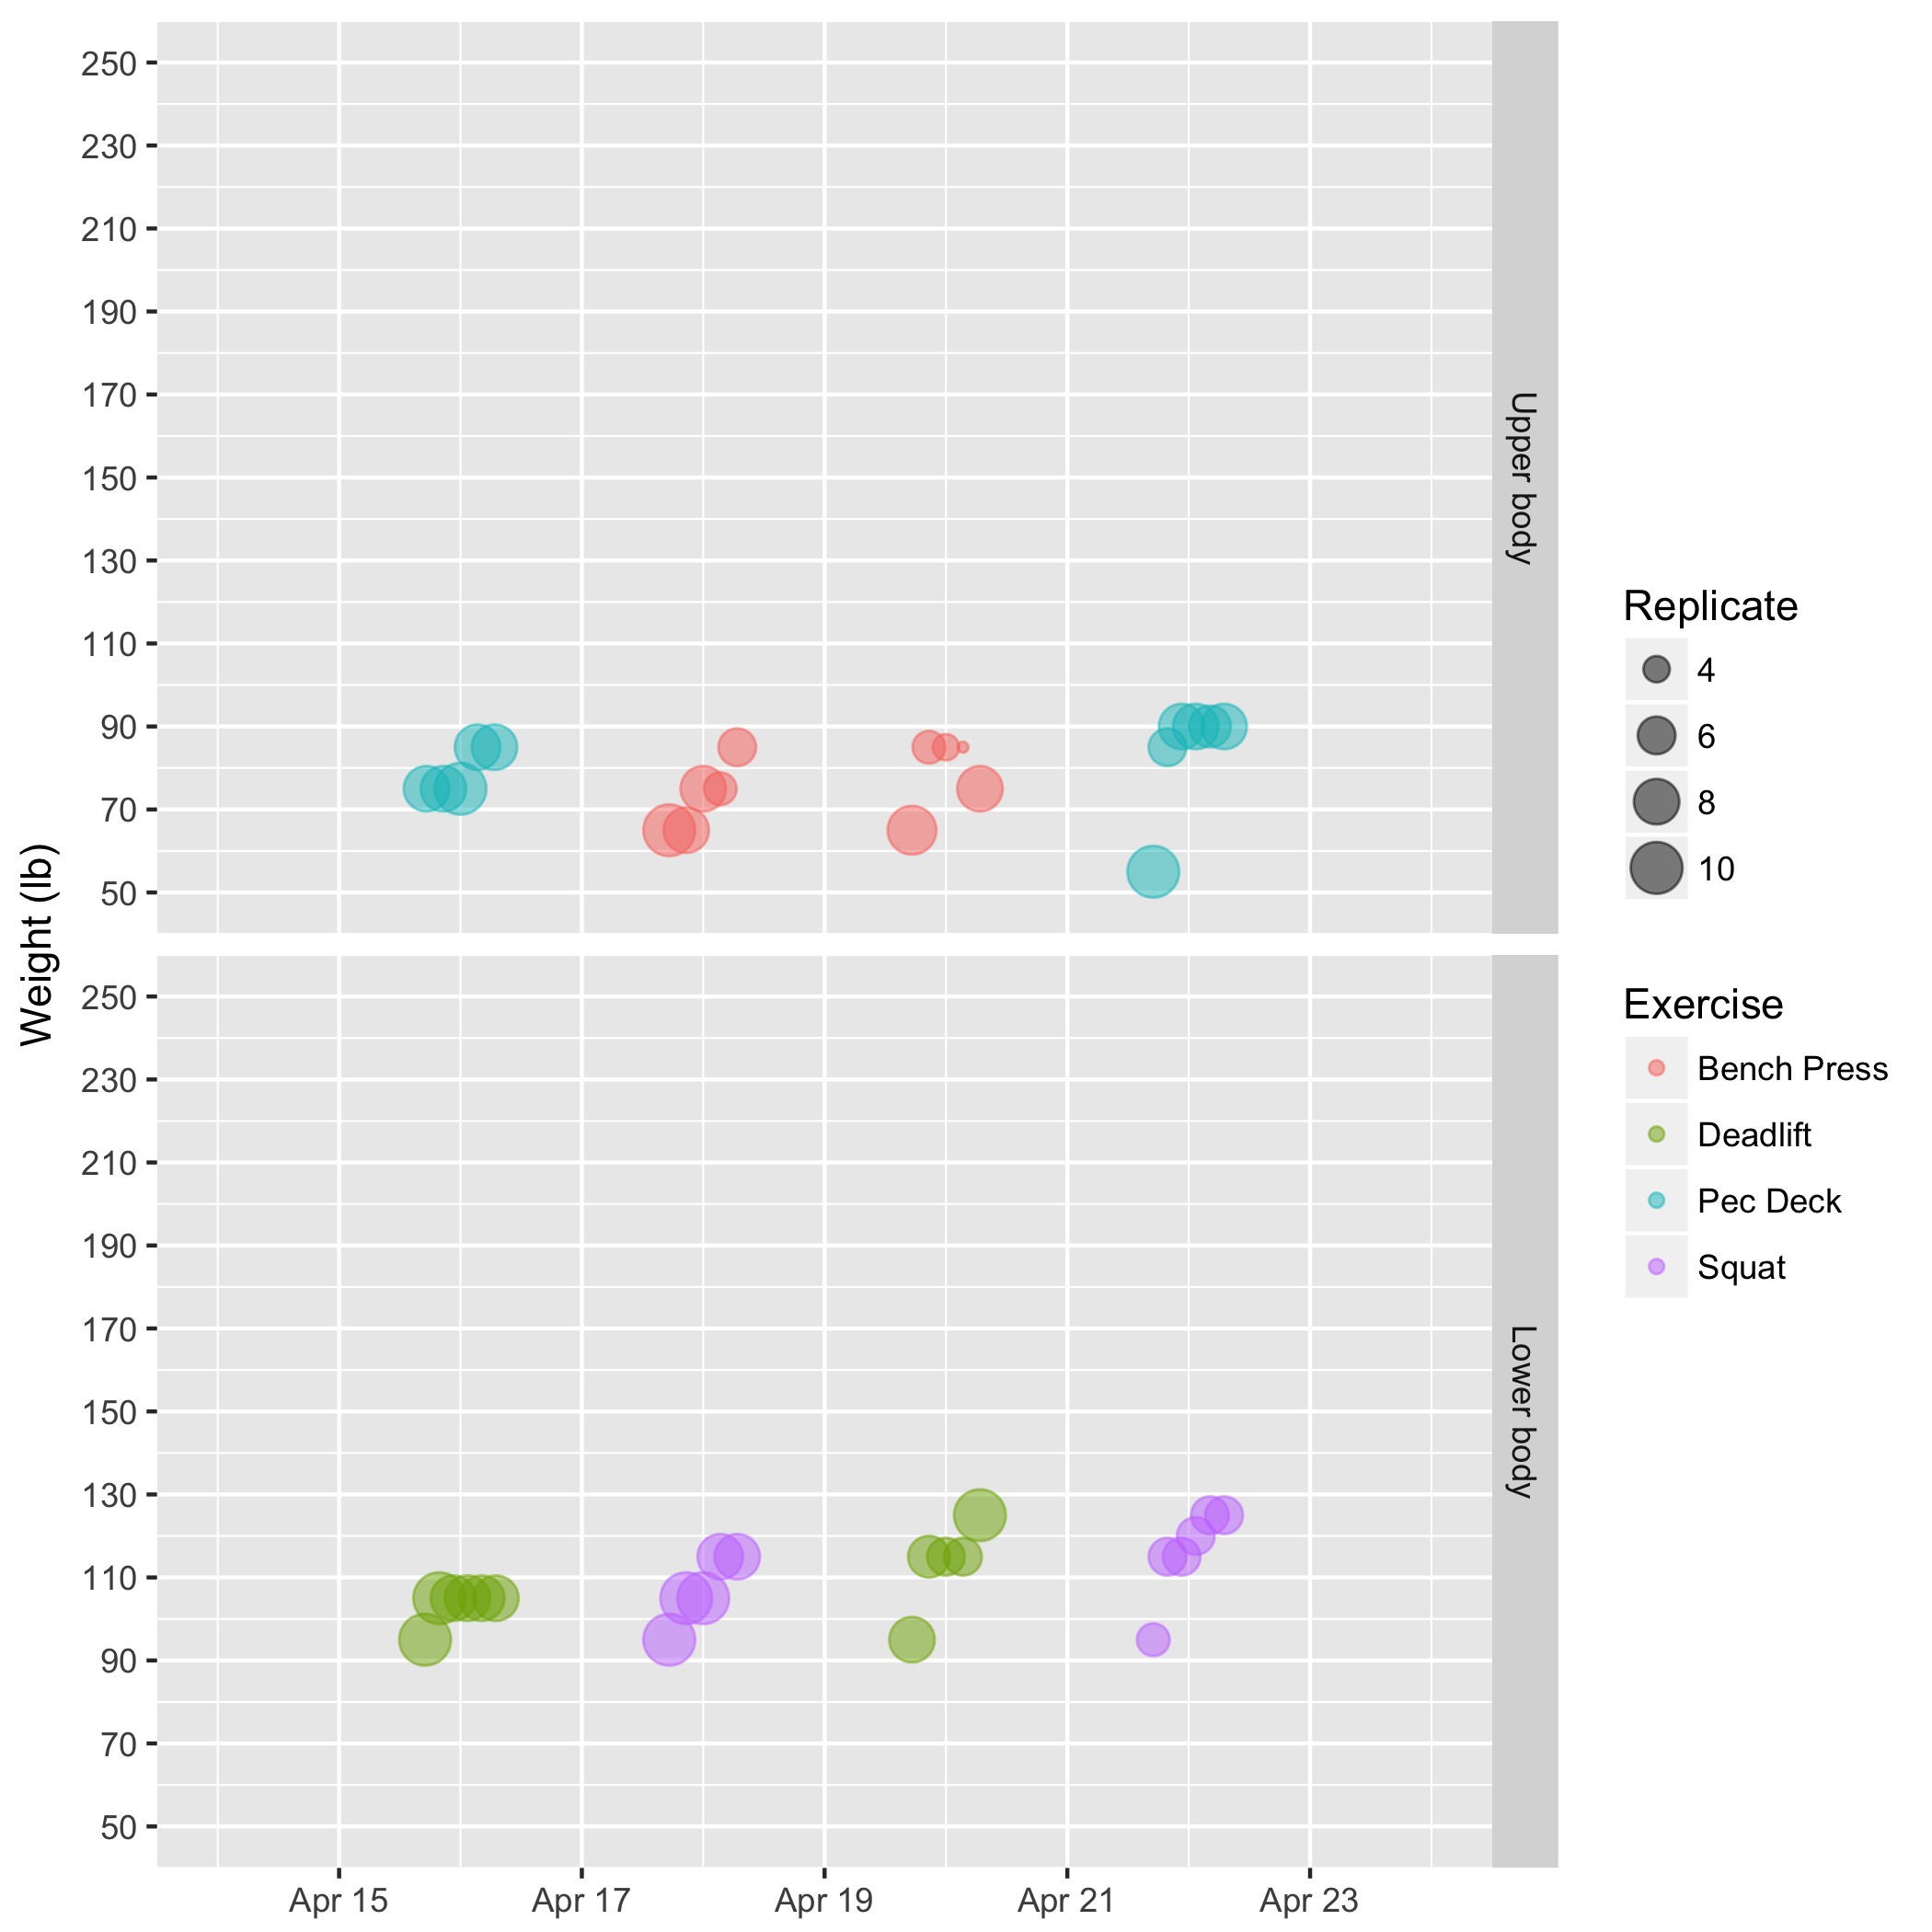 Weight (lb)
250
230
210
190
170
150
130
110
90
70
50
Upper body
250
230
210
190
170
150
130
110
90
70
50
Lower body
Apr 15 Apr 17 Apr 19 Apr 21 Apr 23
Replicate
4
6
8
10
Exercise
Bench Press
Deadlift
Pec Deck
Squat